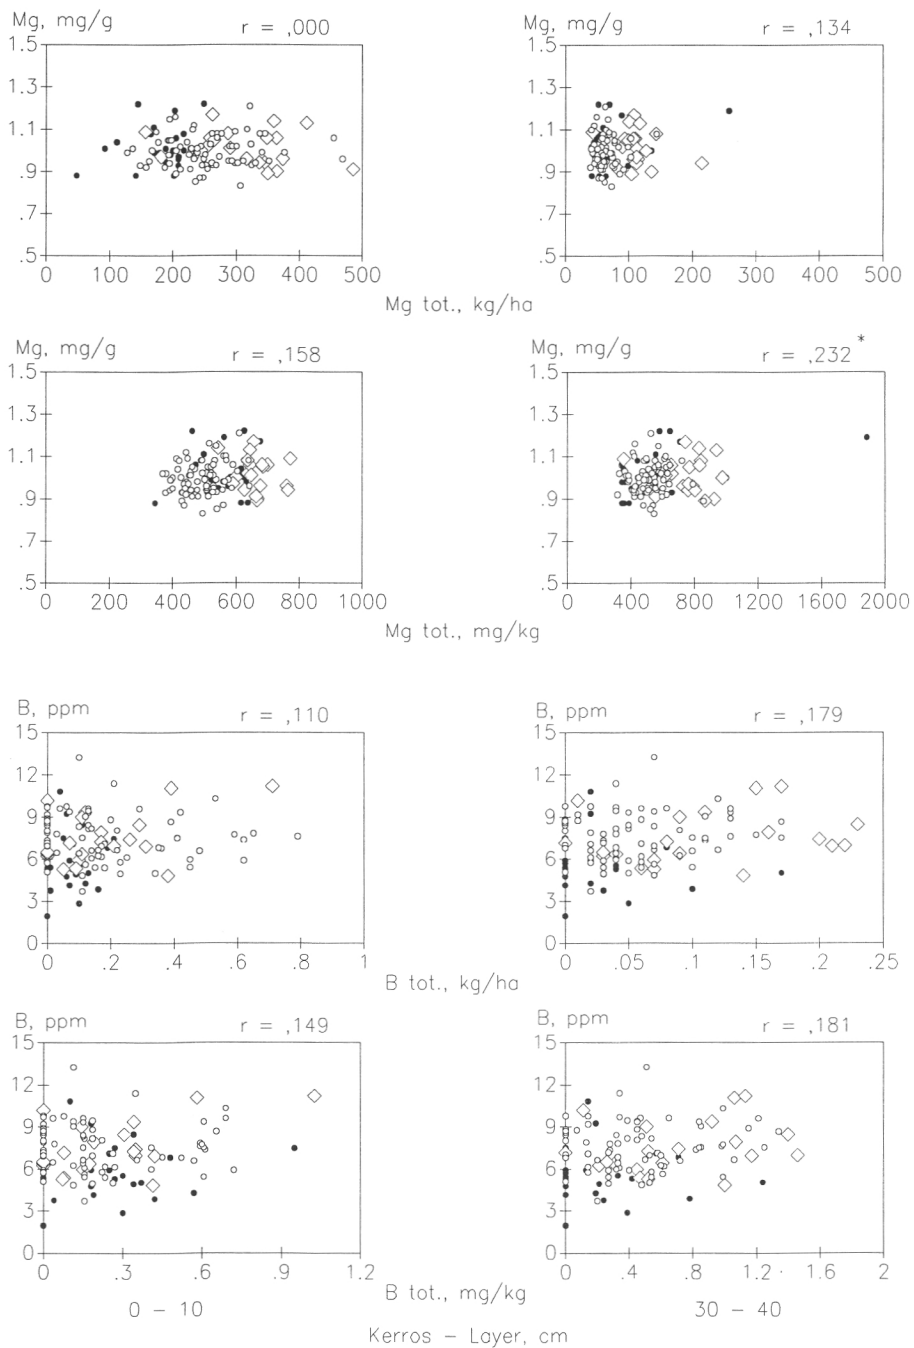 Mg, mg/g r = ,000 Mg, mg/g r = ,134
1.5 1.5
1.3 1.3
1.1 1.1
.9 .9
.7 .7
.5 .5
0 100 200 300 400 500 0 100 200 300 400 500
Mg tot., kg/ha
Mg, mg/g r = ,158 Mg, mg/g r = ,232*
1.5 1.5
1.3 1.3
1.1 1.1
.9 .9
.7 .7
.5 .5
0 200 400 600 800 1000 0 400 800 1200 1600 2000
Mg tot., mg/kg
B, ppm r = ,110 B, ppm r = ,179
15 15
12 12
9 9
6 6
3 3
0 0
0 .2 .4 .6 .8 1 0 .05 .1 .15 .2 .25
B tot., kg/ha
B, ppm r = ,149 B, ppm r = ,181
15 15
12 12
9 9
6 6
3 3
0 0
0 .3 .6 .9 1.2 0 .4 .8 1.2 1.6 2
B tot., mg/kg
0 – 10 30 – 40
Kerros – Layer, cm